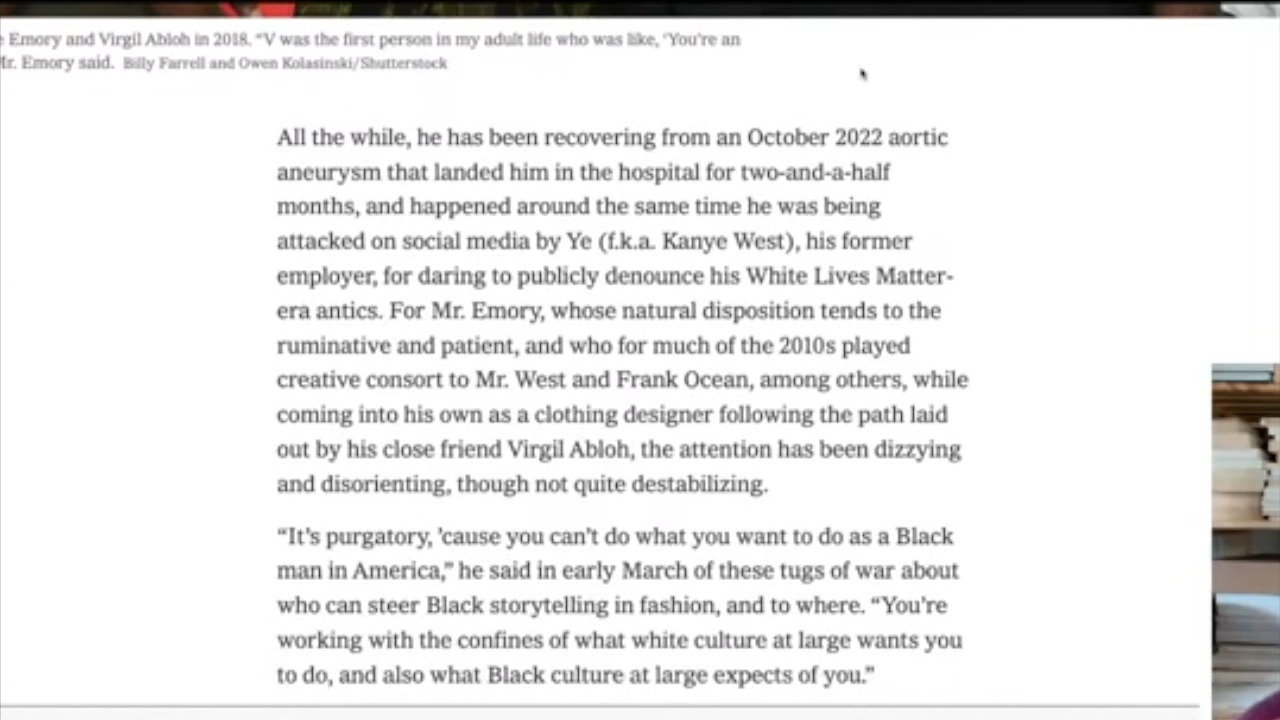 Emory and Virgil Abloh in 2018. “V was the first person in my adult life who was like, ‘You’re an
Mr. Emory said. Billy Farrell and Owen Kolasinski/Shutterstock
All the while, he has been recovering from an October 2022 aortic
aneurysm that landed him in the hospital for two-and-a-half
months, and happened around the same time he was being
attacked on social media by Ye (f.k.a. Kanye West), his former
employer, for daring to publicly denounce his White Lives Matter-
era antics. For Mr. Emory, whose natural disposition tends to the
ruminative and patient, and who for much of the 2010s played
creative consort to Mr. West and Frank Ocean, among others, while
coming into his own as a clothing designer following the path laid
out by his close friend Virgil Abloh, the attention has been dizzying
and disorienting, though not quite destabilizing.
“It’s purgatory, ’cause you can’t do what you want to do as a Black
man in America,” he said in early March of these tugs of war about
who can steer Black storytelling in fashion, and to where. “You’re
working with the confines of what white culture at large wants you
to do, and also what Black culture at large expects of you.”